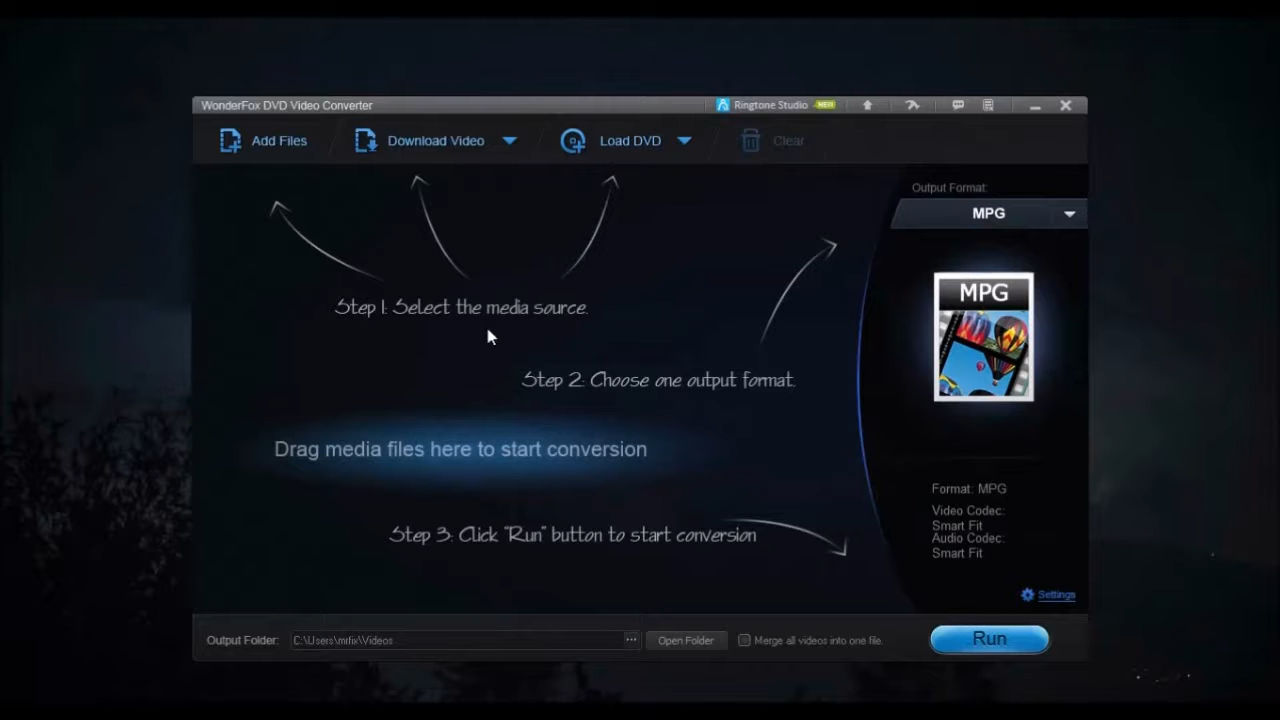 WonderFox DVD Video Converter
Ringtone Studio NEW
Add Files
Download Video
Load DVD
Clear
Output Format:
MPG
MPG
Step 1: Select the media source.
Step 2: Choose one output format.
Drag media files here to start conversion
Step 3: Click "Run" button to start conversion
Format: MPG
Video Codec:
Smart Fit
Audio Codec:
Smart Fit
Settings
Output Folder:
C:\Users\mrfix\Videos
...
Open Folder
Merge all videos into one file.
Run